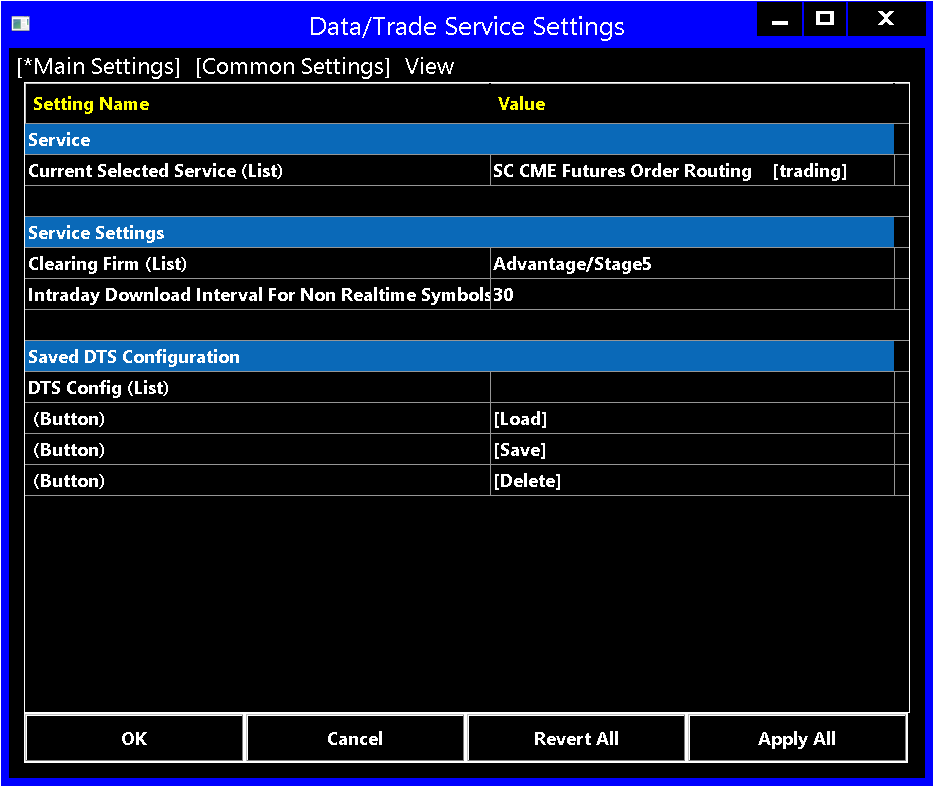 Data/Trade Service Settings
[*Main Settings] [Common Settings] View
Setting Name Value
Service
Current Selected Service (List) SC CME Futures Order Routing [trading]
Service Settings
Clearing Firm (List) Advantage/Stage5
Intraday Download Interval For Non Realtime Symbols 30
Saved DTS Configuration
DTS Config (List)
(Button) [Load]
(Button) [Save]
(Button) [Delete]
OK Cancel Revert All Apply All